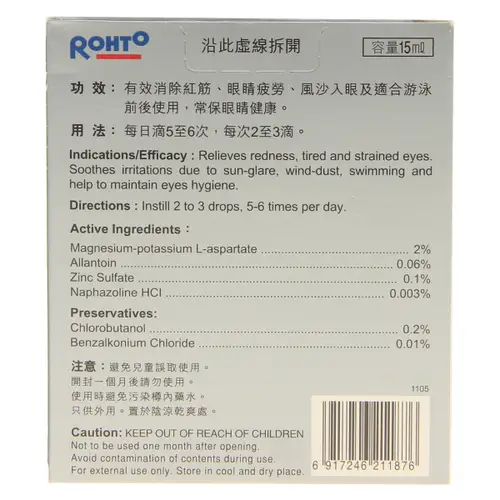 ROHTO
沿此虛線拆開
容量15ml
功效：有效消除紅筋、眼睛疲勞、風沙入眼及適合游泳
前後使用，常保眼睛健康。
用法：每日滴5至6次，每次2至3滴。
Indications/Efficacy : Relieves redness, tired and strained eyes.
Soothes irritations due to sun-glare, wind-dust, swimming and
help to maintain eyes hygiene.
Directions : Instill 2 to 3 drops, 5-6 times per day.
Active Ingredients :
Magnesium-potassium L-aspartate ........ 2%
Allantoin ........ 0.06%
Zinc Sulfate ........ 0.1%
Naphazoline HCl ........ 0.003%
Preservatives:
Chlorobutanol ........ 0.2%
Benzalkonium Chloride ........ 0.01%
注意：避免兒童誤取使用。
開封一個月後請勿使用。
使用時避免污染樽內藥水。
只供外用。置於陰涼乾爽處。
1105
Caution: KEEP OUT OF REACH OF CHILDREN
Not to be used one month after opening.
Avoid contamination of contents during use.
For external use only. Store in cool and dry place.
6 917246 211876